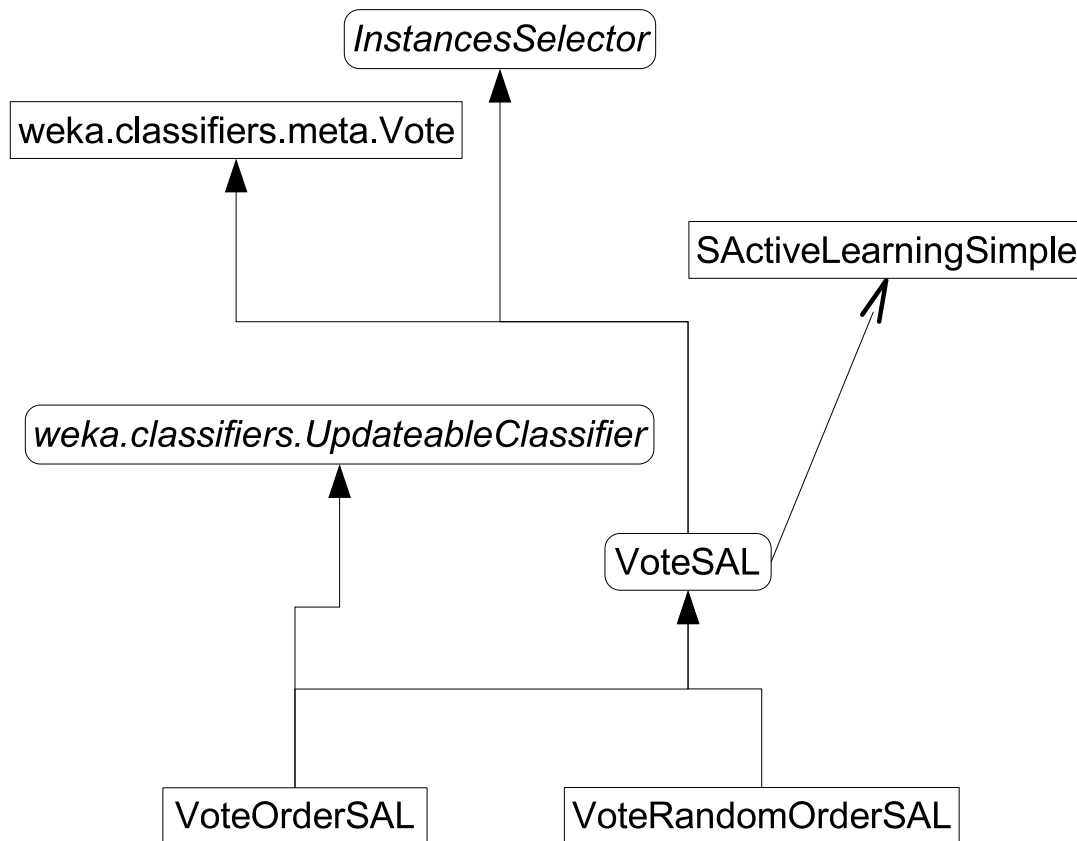 InstancesSelector
weka.classifiers.meta.Vote
SActiveLearningSimple
weka.classifiers.UpdateableClassifier
VoteSAL
VoteOrderSAL
VoteRandomOrderSAL